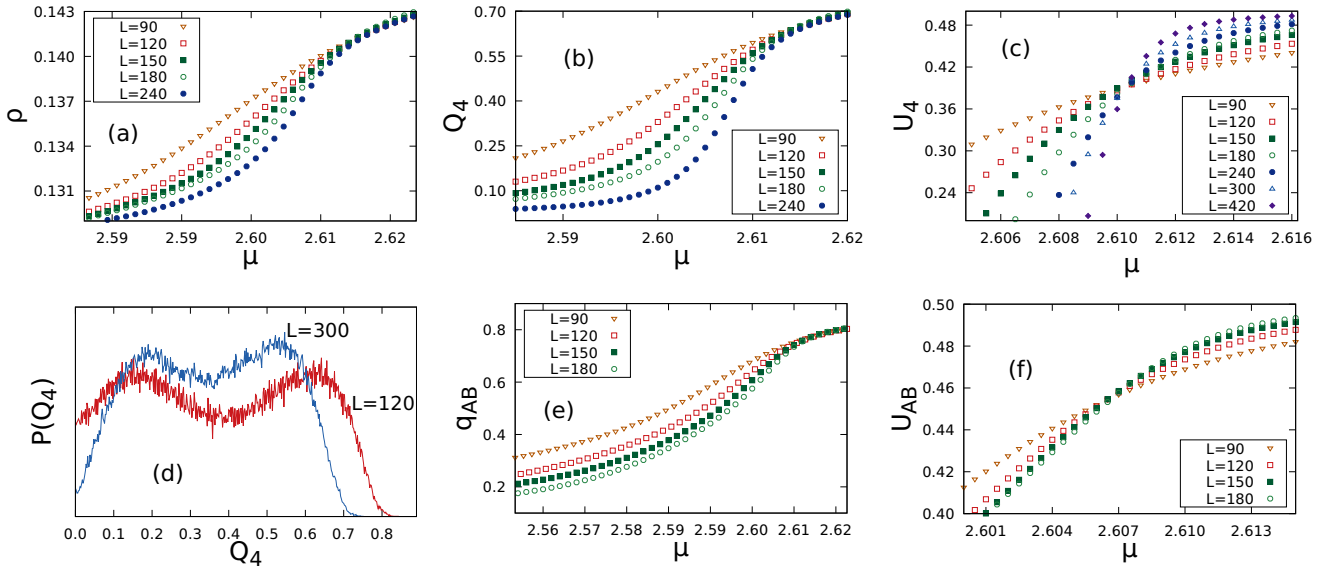 0.143
0.140
0.137
0.134
0.131
ρ
L=90
L=120
L=150
L=180
L=240
(a)
2.59 2.59 2.60 2.61 2.62
μ
0.70
0.55
0.40
0.25
0.10
Q4
(b)
L=90
L=120
L=150
L=180
L=240
2.59 2.60 2.61 2.62
μ
0.48
0.42
0.36
0.30
0.24
U4
(c)
L=90
L=120
L=150
L=180
L=240
L=300
L=420
2.606 2.608 2.610 2.612 2.614 2.616
μ
P(Q4)
L=300
L=120
(d)
0.0 0.1 0.2 0.3 0.4 0.5 0.6 0.7 0.8
Q4
0.8
0.6
0.4
0.2
qAB
L=90
L=120
L=150
L=180
(e)
2.56 2.57 2.58 2.59 2.60 2.61 2.62
μ
0.50
0.48
0.46
0.44
0.42
0.40
UAB
(f)
L=90
L=120
L=150
L=180
2.601 2.604 2.607 2.610 2.613
μ